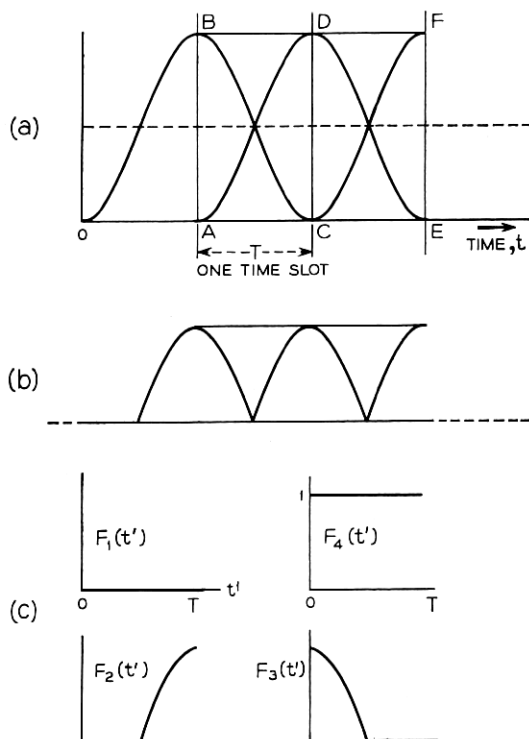 (a)
B D F
0 A C E
T
TIME, t
ONE TIME SLOT
(b)
(c)
F₁(t')
0 T t'
1
F₄(t')
0 T
F₂(t')
F₃(t')